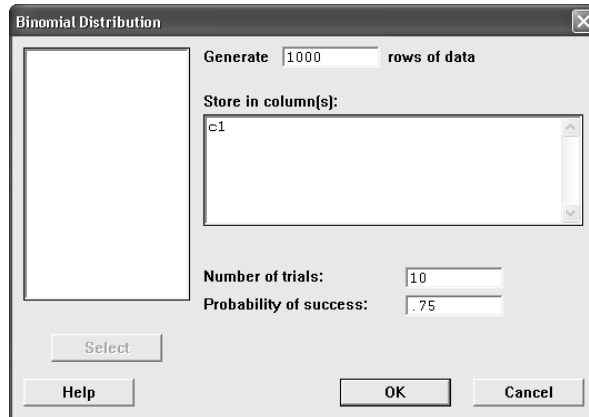 Binomial Distribution
Generate 1000 rows of data
Store in column(s):
c1
Number of trials: 10
Probability of success: .75
Select
Help OK Cancel